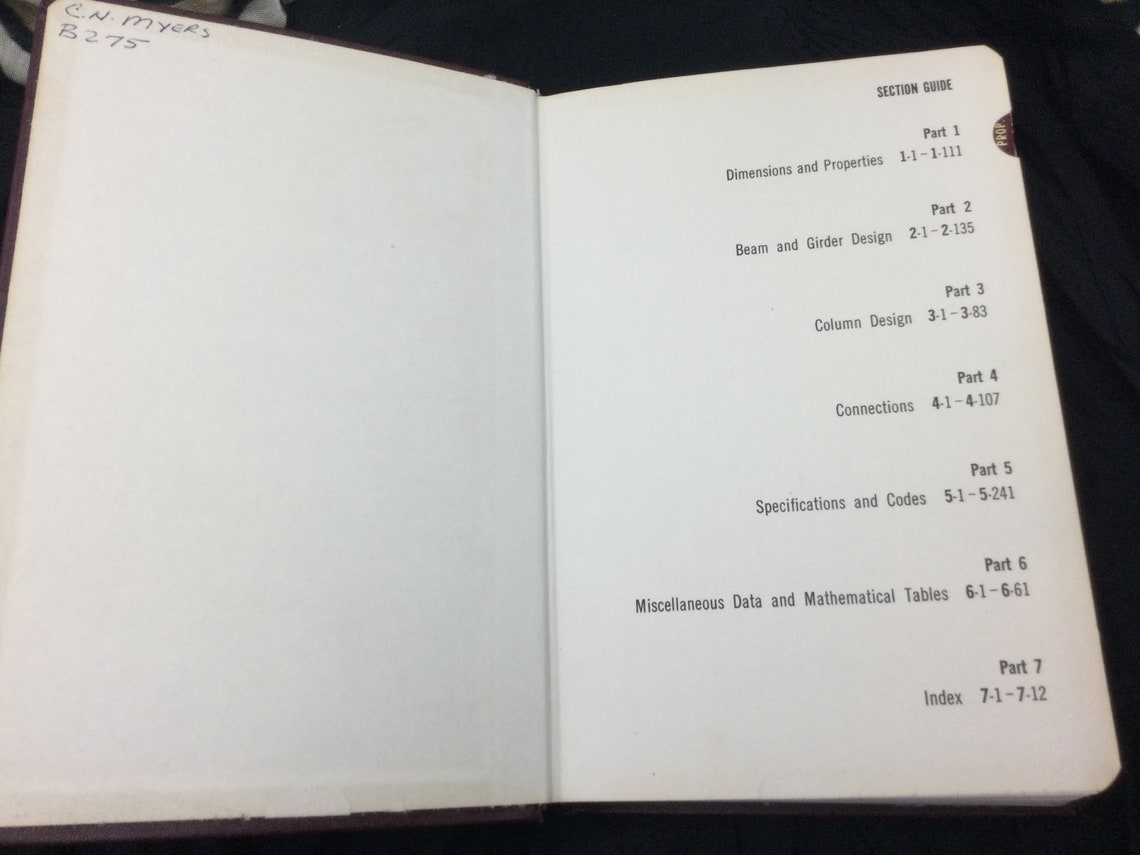 C.N. MYERS
B275
SECTION GUIDE
PROP
Part 1
Dimensions and Properties 1-1–1-111
Part 2
Beam and Girder Design 2-1–2-135
Part 3
Column Design 3-1–3-83
Part 4
Connections 4-1–4-107
Part 5
Specifications and Codes 5-1–5-241
Part 6
Miscellaneous Data and Mathematical Tables 6-1–6-61
Part 7
Index 7-1–7-12